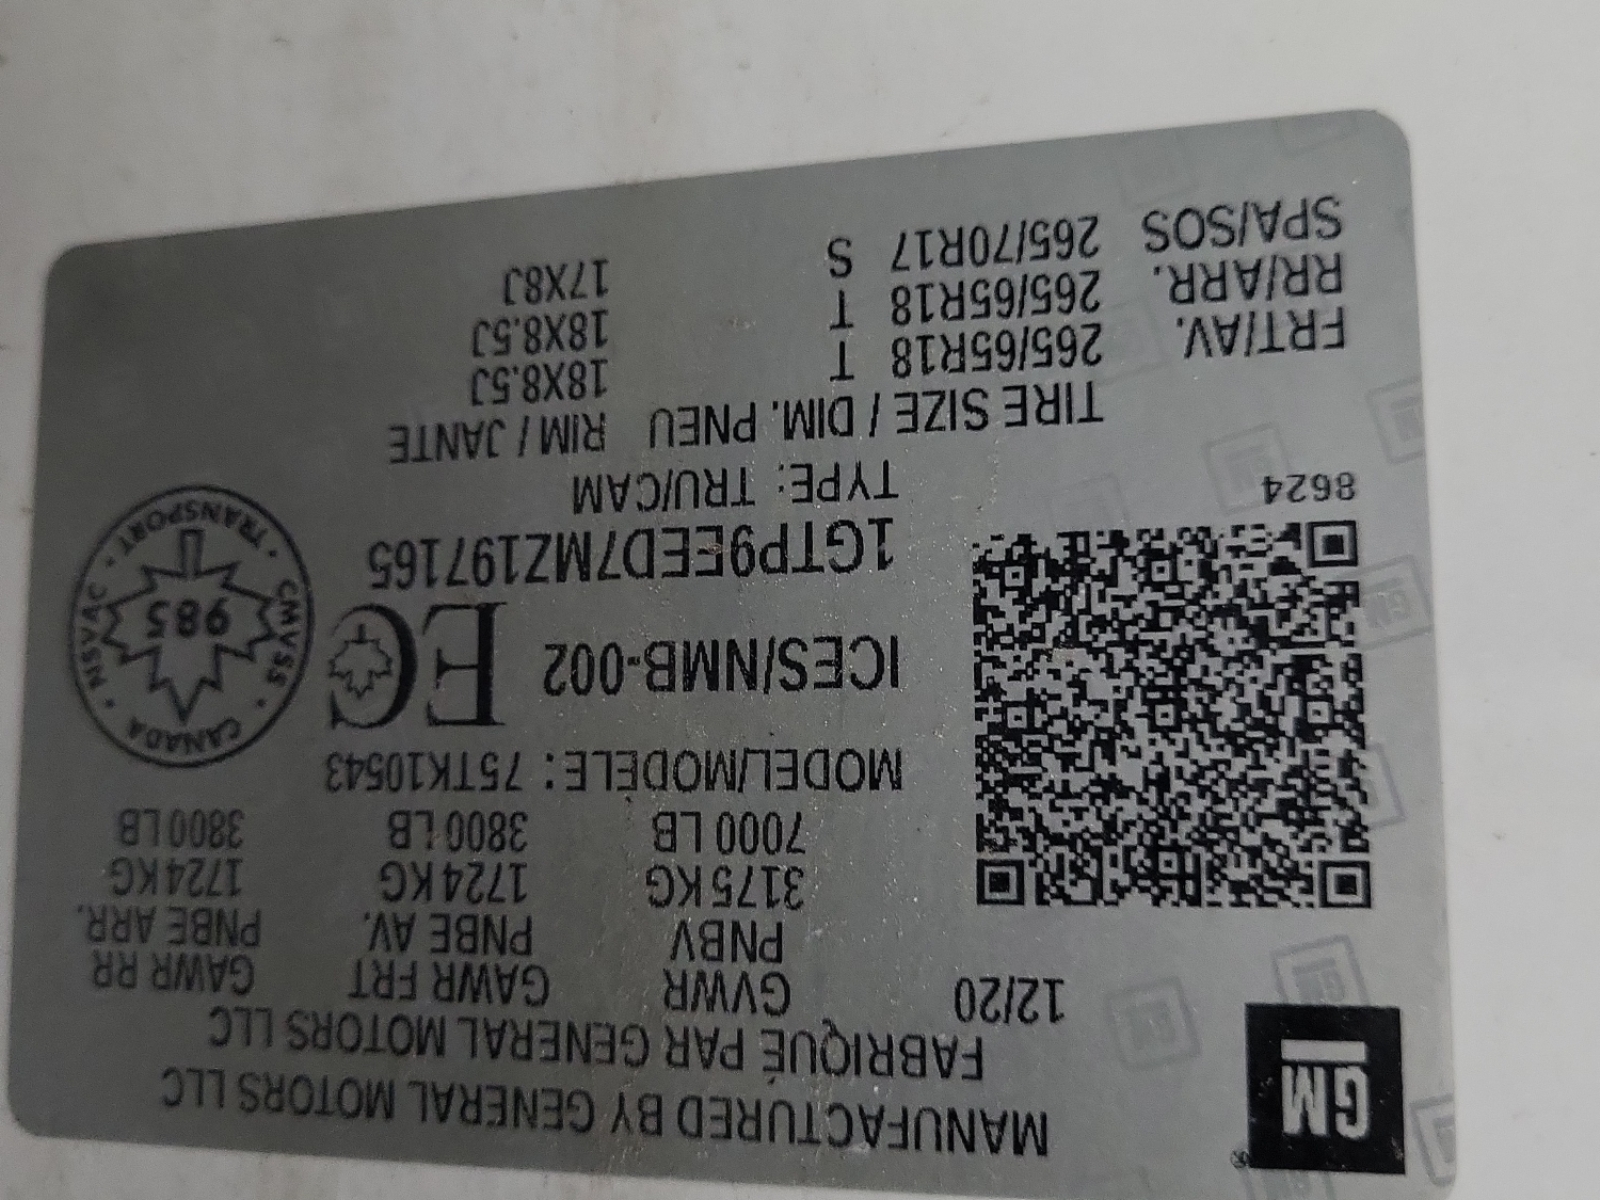 GM
®
MANUFACTURED BY GENERAL MOTORS LLC
FABRIQUÉ PAR GENERAL MOTORS LLC
12/20 GVWR GAWR FRT GAWR RR
PNBV PNBE AV. PNBE ARR.
3175 KG 1724 KG 1724 KG
7000 LB 3800 LB 3800 LB
MODEL/MODÈLE: 75TK10543
ICES/NMB-002 EC
1GTP9EED7MZ197165
CANADA · CMVSS · TRANSPORT · NSVAC ·
985
8624
TYPE: TRU/CAM
TIRE SIZE / DIM. PNEU RIM / JANTE
FRT/AV. 265/65R18 T 18X8.5J
RR/ARR. 265/65R18 T 18X8.5J
SPA/SOS 265/70R17 S 17X8J